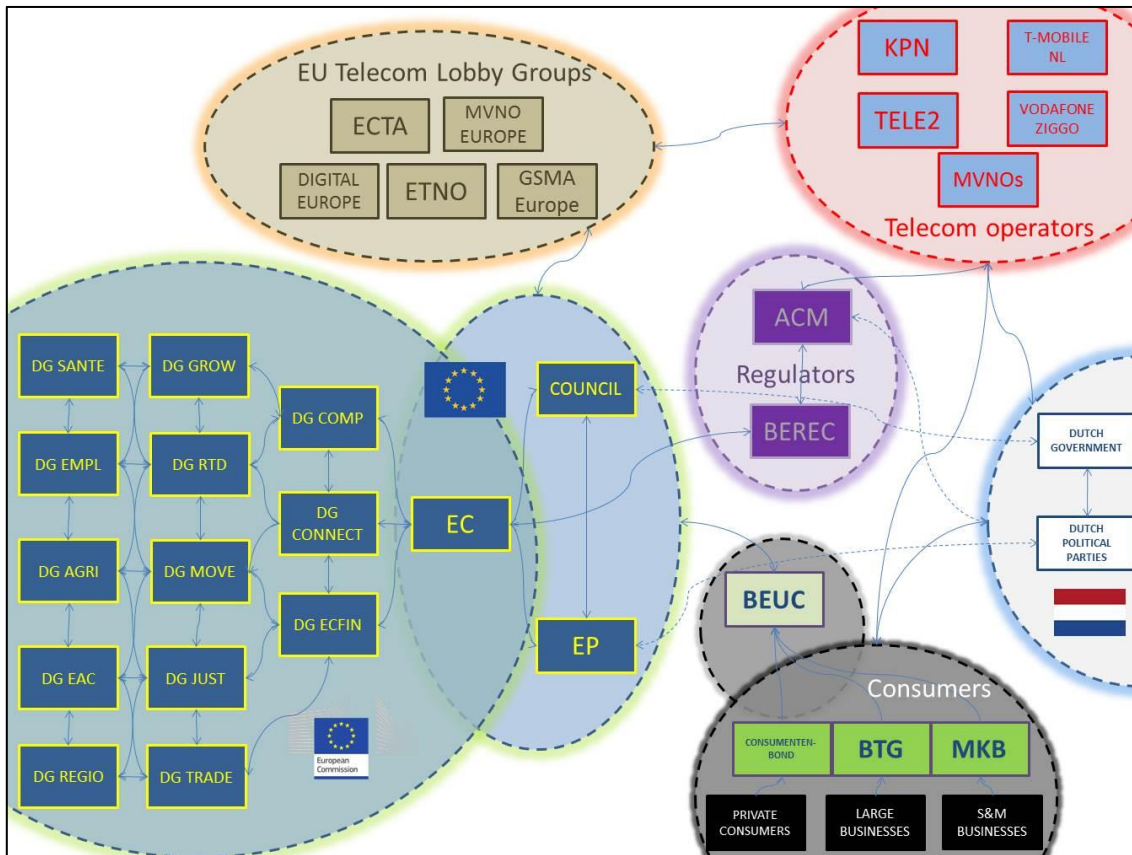 EU Telecom Lobby Groups
ECTA
MVNO
EUROPE
DIGITAL
EUROPE
ETNO
GSMA
Europe
KPN
T-MOBILE
NL
TELE2
VODAFONE
ZIGGO
MVNOs
Telecom operators
ACM
Regulators
BEREC
DG SANTE
DG GROW
DG COMP
DG EMPL
DG RTD
DG
CONNECT
DG AGRI
DG MOVE
DG ECFIN
DG EAC
DG JUST
DG REGIO
DG TRADE
European
Commission
EC
COUNCIL
EP
DUTCH
GOVERNMENT
DUTCH
POLITICAL
PARTIES
BEUC
Consumers
CONSUMENTEN-
BOND
BTG
MKB
PRIVATE
CONSUMERS
LARGE
BUSINESSES
S&M
BUSINESSES